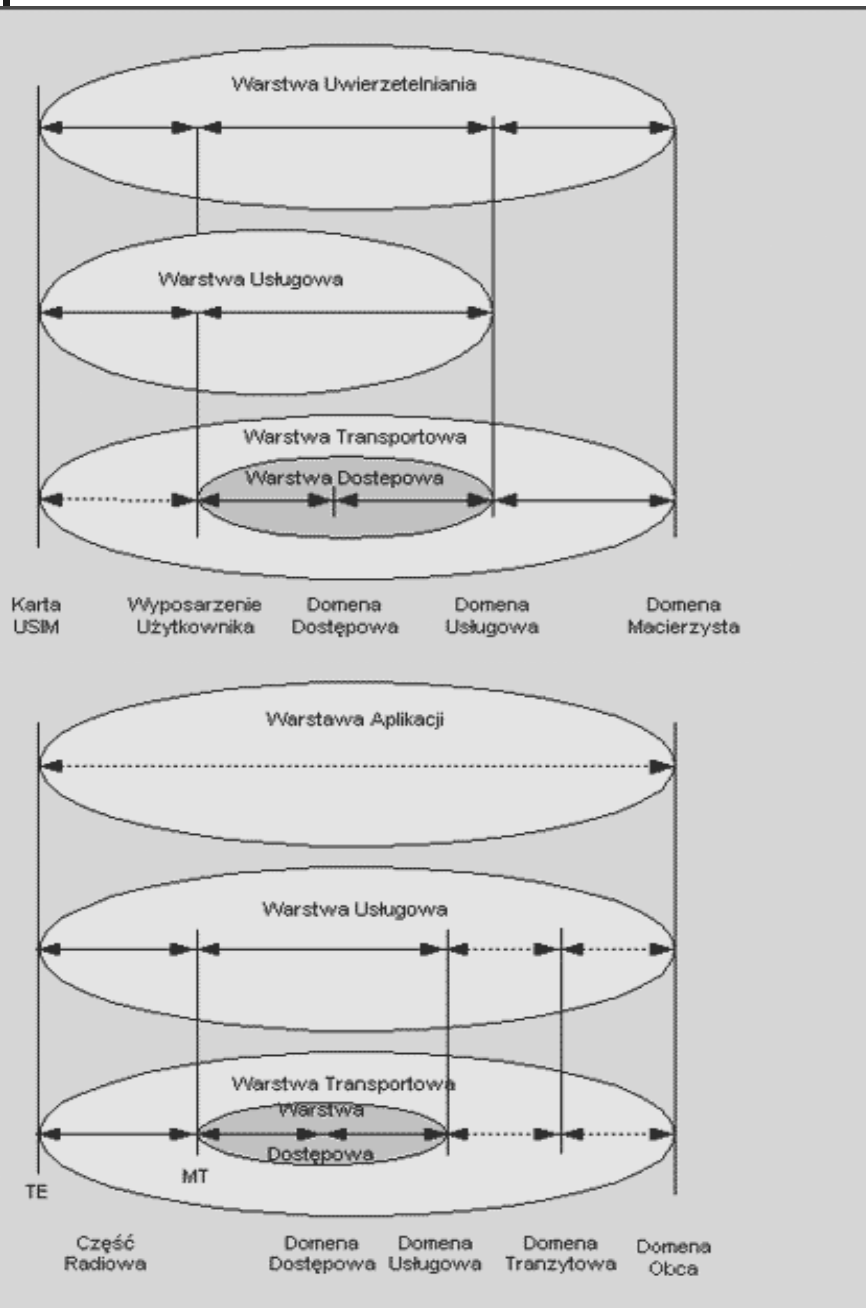 Warstwa Uwierzetelniania
Warstwa Usługowa
Warstwa Transportowa
Warstwa Dostepowa
Karta
USIM
Wyposarzenie
Użytkownika
Domena
Dostępowa
Domena
Usługowa
Domena
Macierzysta
Warstawa Aplikacji
Warstwa Usługowa
Warstwa Transportowa
Warstwa
Dostępowa
TE
MT
Część
Radiowa
Domena
Dostępowa
Domena
Usługowa
Domena
Tranzytowa
Domena
Obca